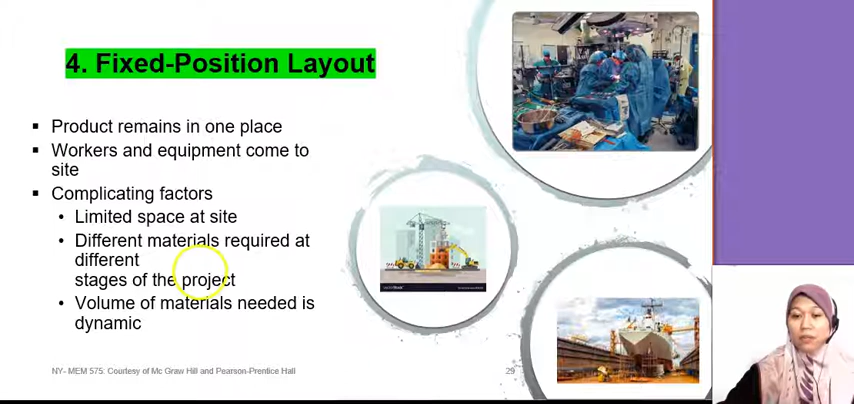 4. Fixed-Position Layout
▪ Product remains in one place
▪ Workers and equipment come to
site
▪ Complicating factors
• Limited space at site
• Different materials required at
different
stages of the project
• Volume of materials needed is
dynamic
NY- MEM 575: Courtesy of Mc Graw Hill and Pearson-Prentice Hall
29